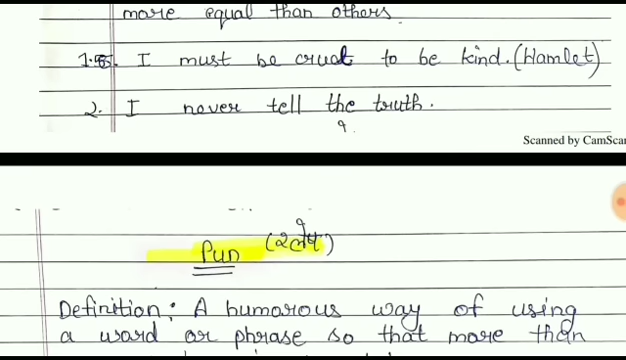 more equal than others.
1. I must be cruel to be kind. (Hamlet)
2. I never tell the truth.
Scanned by CamScan
Pun (श्लेष)
Definition: A humorous way of using
a word or phrase so that more than